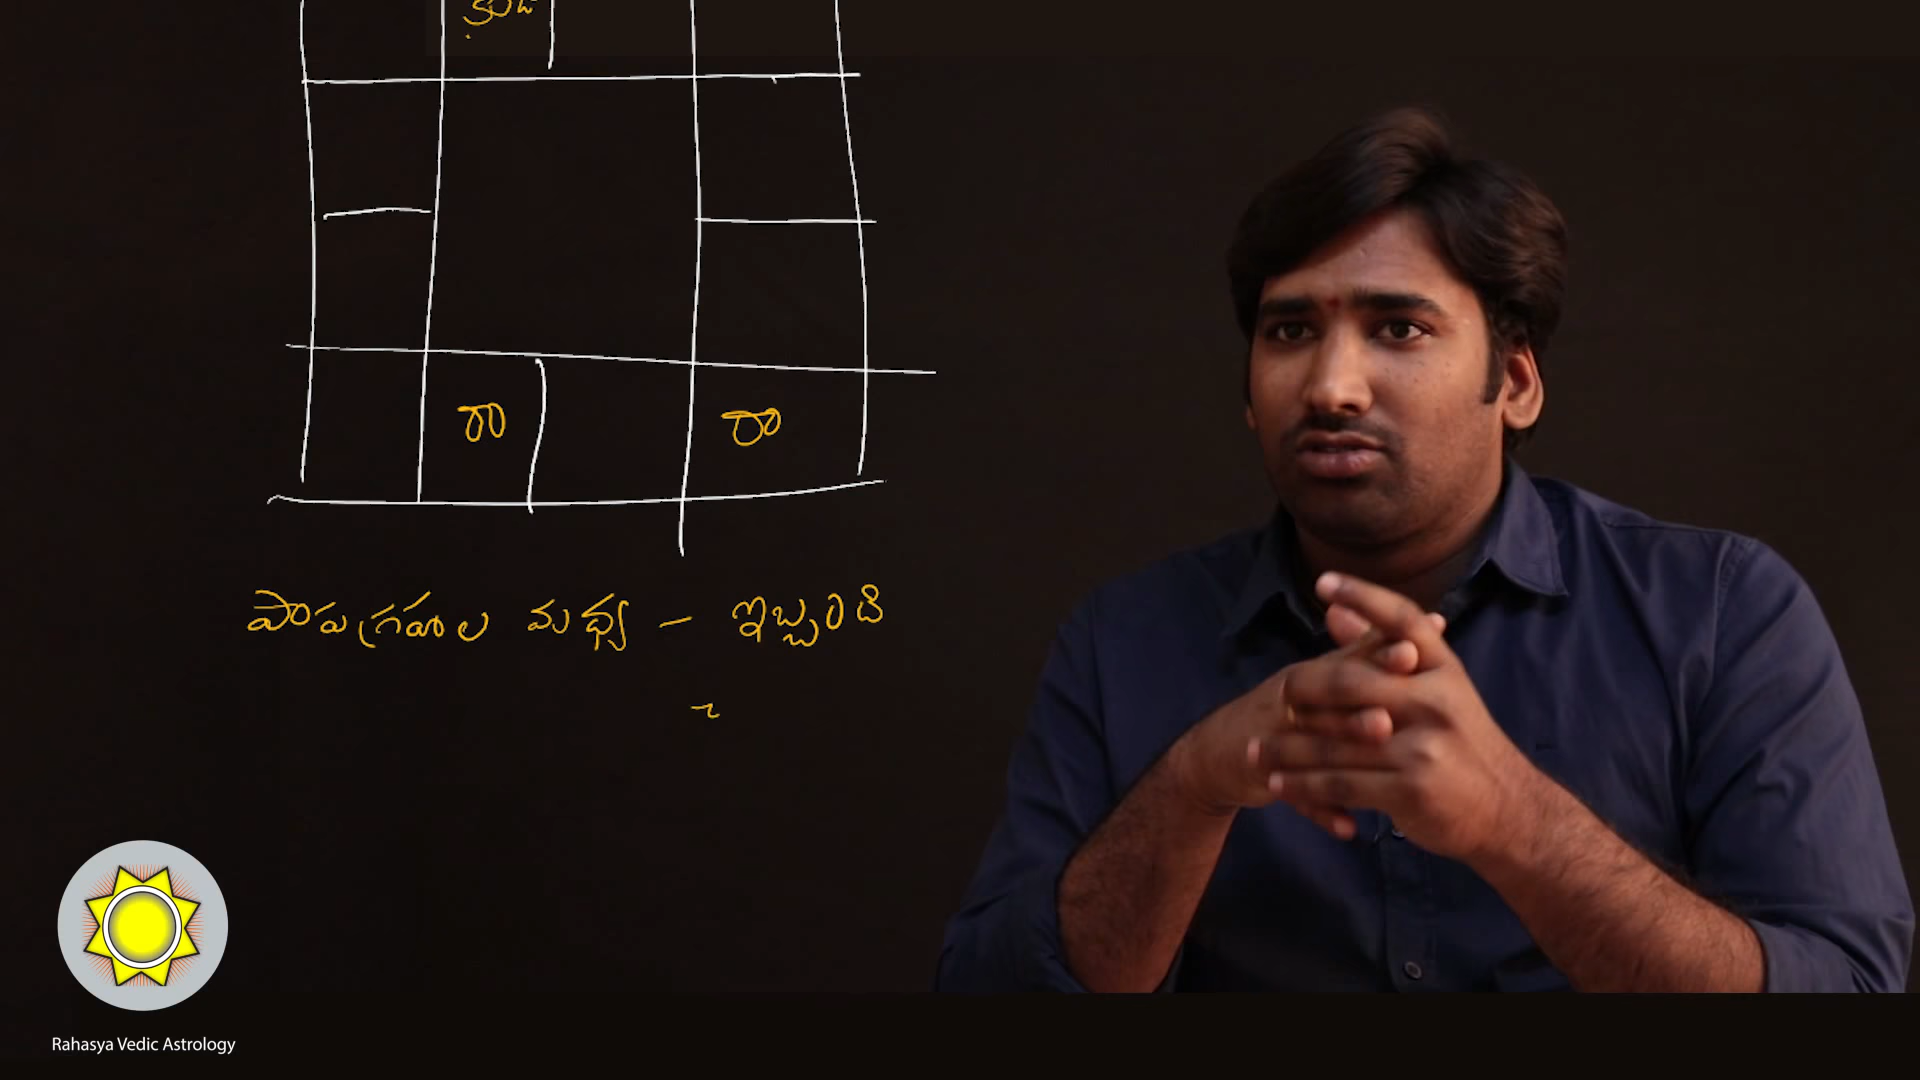 రా రా
పాపగ్రహాల మధ్య - ఇబ్బంది
Rahasya Vedic Astrology